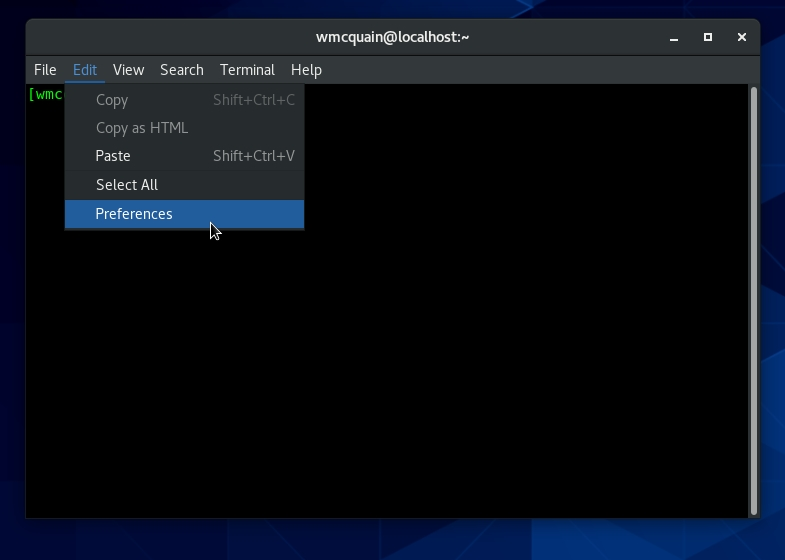 wmcquain@localhost:~
File Edit View Search Terminal Help
[wmc
Copy Shift+Ctrl+C
Copy as HTML
Paste Shift+Ctrl+V
Select All
Preferences